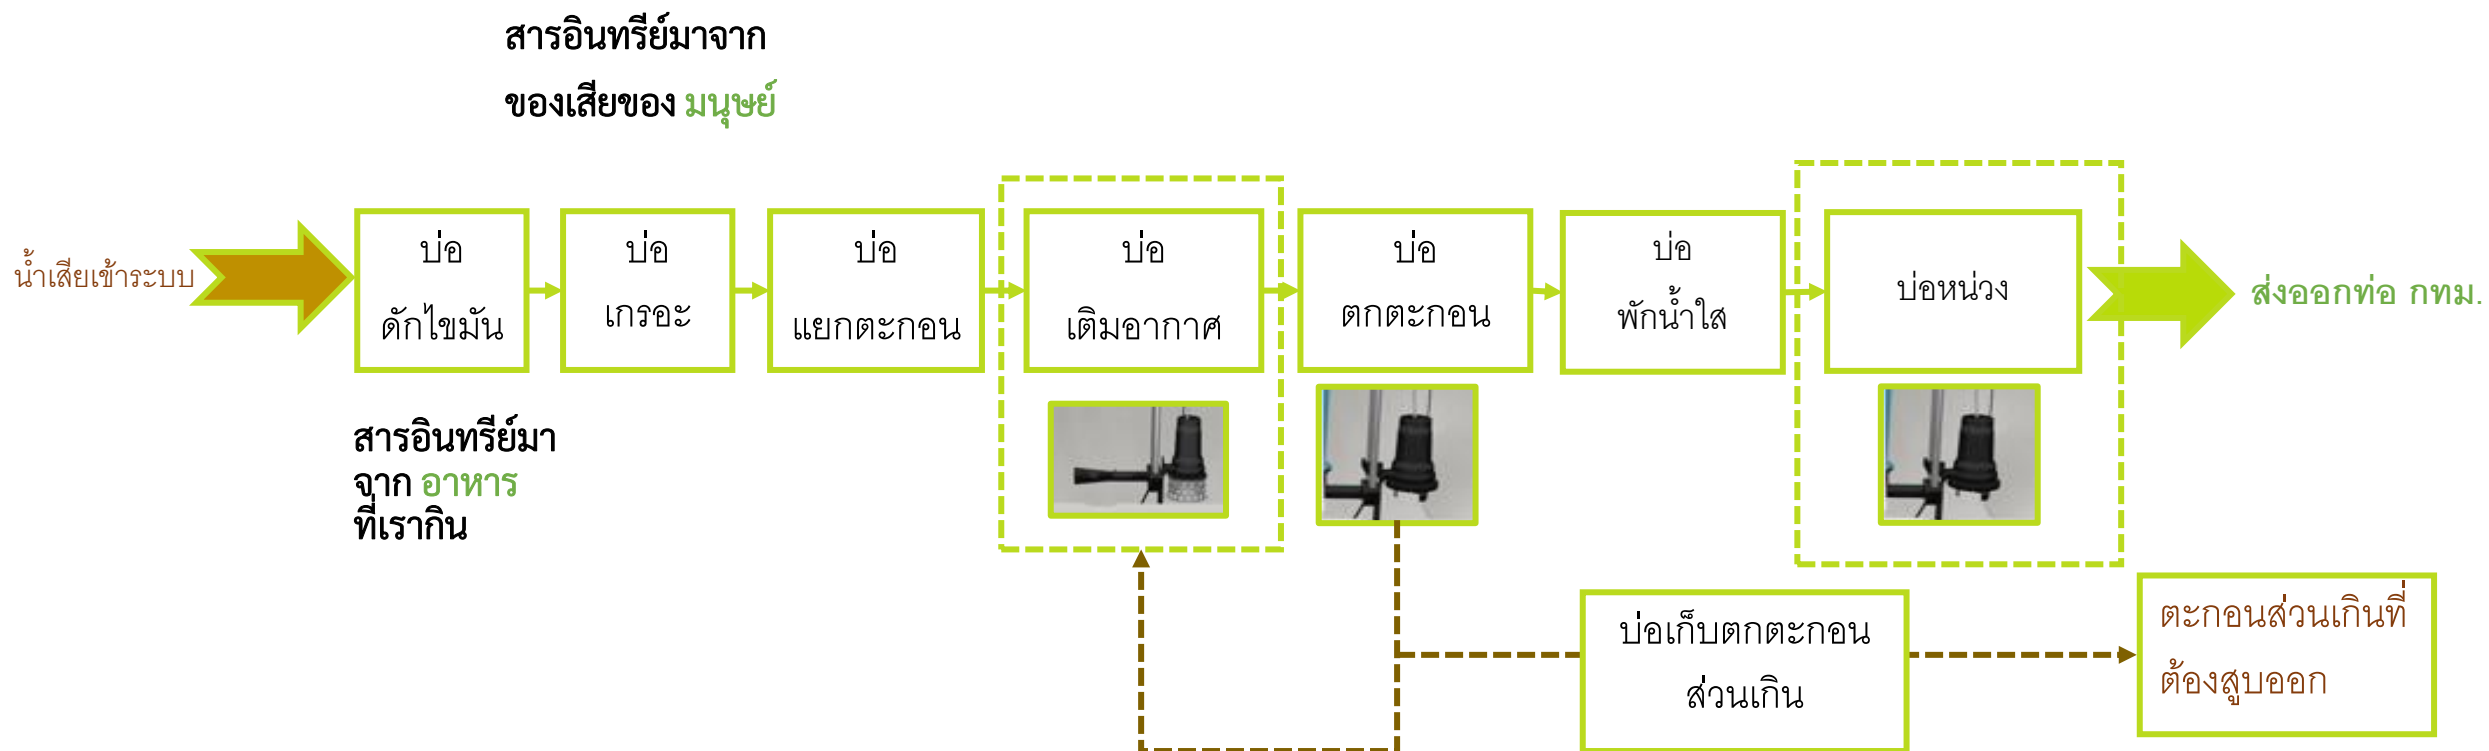 สารอินทรีย์มาจาก
ของเสียของ มนุษย์
น้ำเสียเข้าระบบ
บ่อ
ดักไขมัน
บ่อ
เกรอะ
บ่อ
แยกตะกอน
บ่อ
เติมอากาศ
บ่อ
ตกตะกอน
บ่อ
พักน้ำใส
บ่อหน่วง
ส่งออกท่อ กทม.
สารอินทรีย์มา
จาก อาหาร
ที่เรากิน
บ่อเก็บตกตะกอน
ส่วนเกิน
ตะกอนส่วนเกินที่
ต้องสูบออก